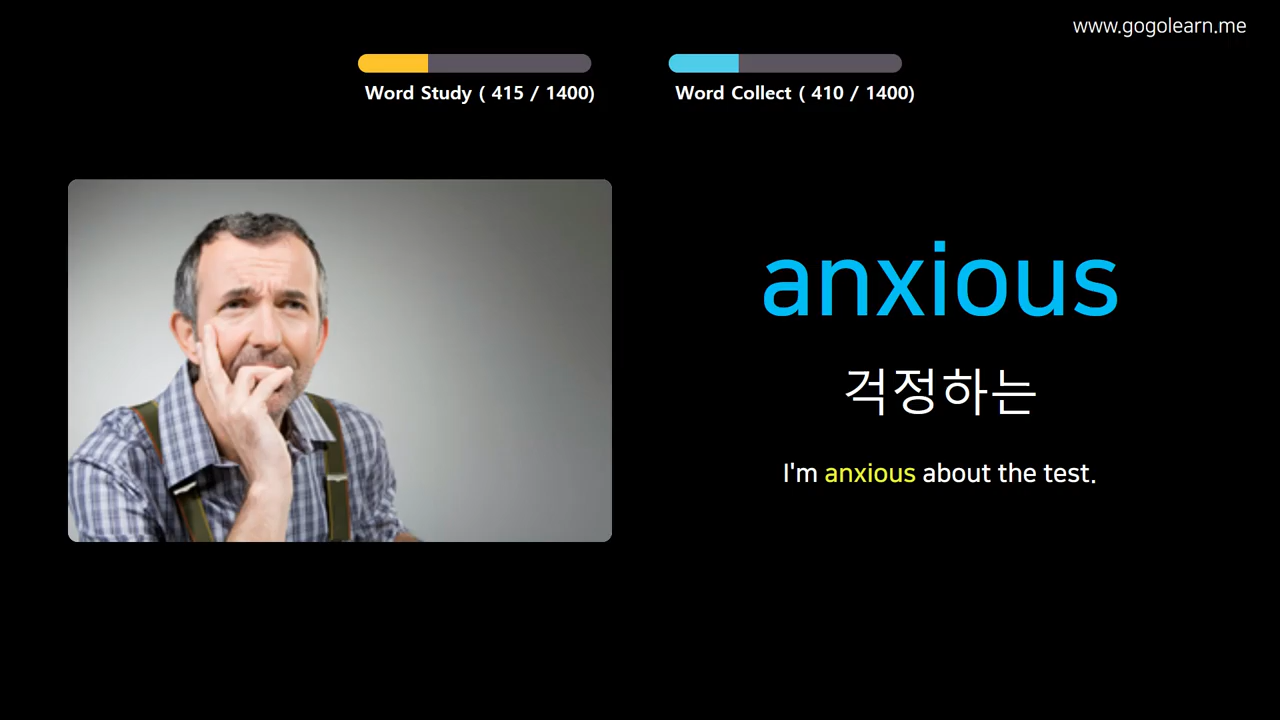 www.gogolearn.me
Word Study ( 415 / 1400)
Word Collect ( 410 / 1400)
anxious
걱정하는
I'm anxious about the test.